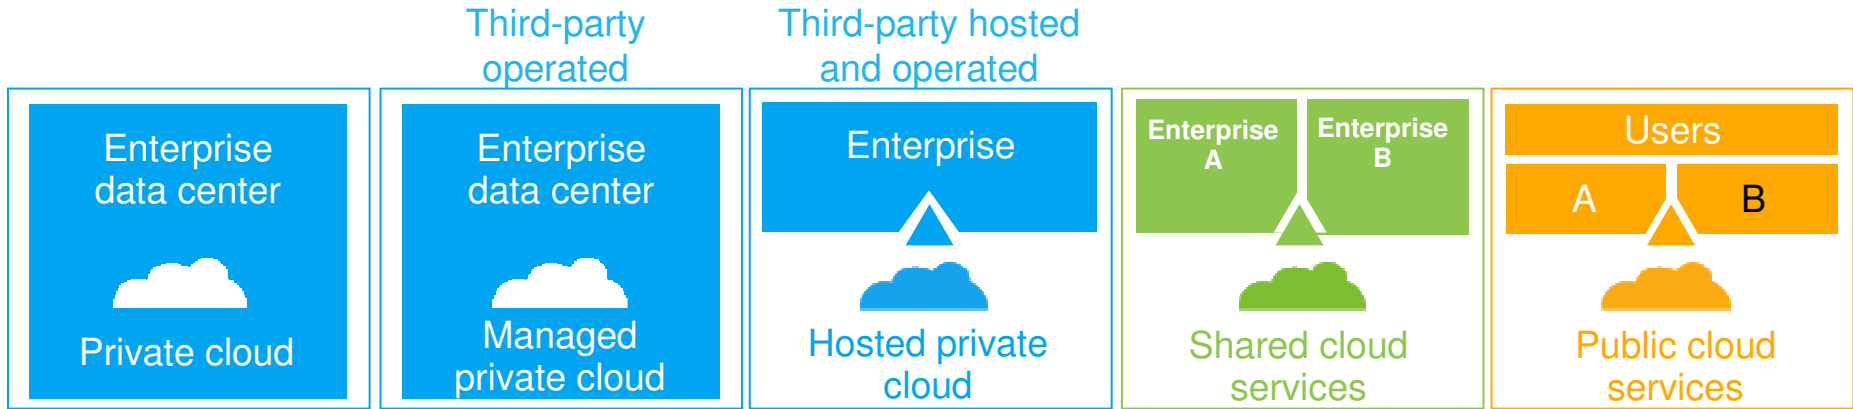 Third-party
operated
Third-party hosted
and operated
Enterprise
data center
Private cloud
Enterprise
data center
Managed
private cloud
Enterprise
Hosted private
cloud
Enterprise
A
Enterprise
B
Shared cloud
services
Users
A
B
Public cloud
services